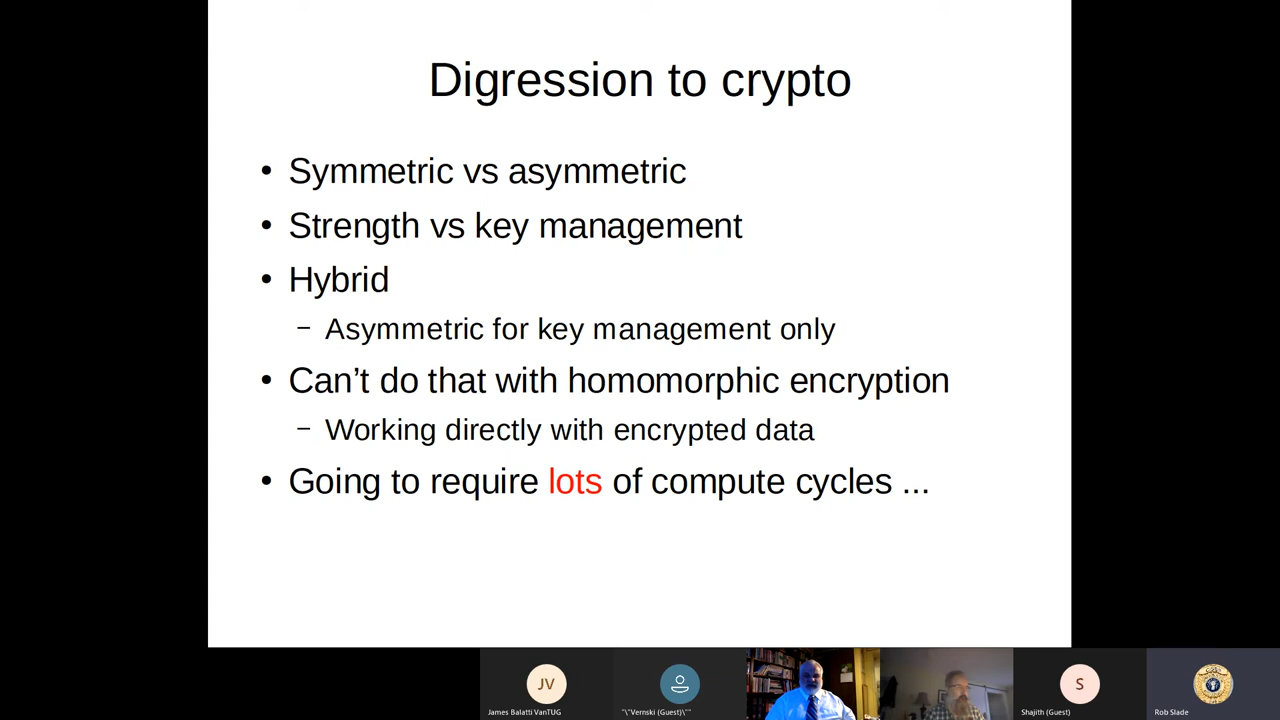 Digression to crypto
• Symmetric vs asymmetric
• Strength vs key management
• Hybrid
– Asymmetric for key management only
• Can’t do that with homomorphic encryption
– Working directly with encrypted data
• Going to require lots of compute cycles ...
JV
S
James Balatti VanTUG
"\"Vernski (Guest)\""
Shajith (Guest)
Rob Slade